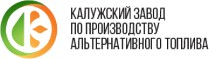 КАЛУЖСКИЙ ЗАВОД
ПО ПРОИЗВОДСТВУ
АЛЬТЕРНАТИВНОГО ТОПЛИВА